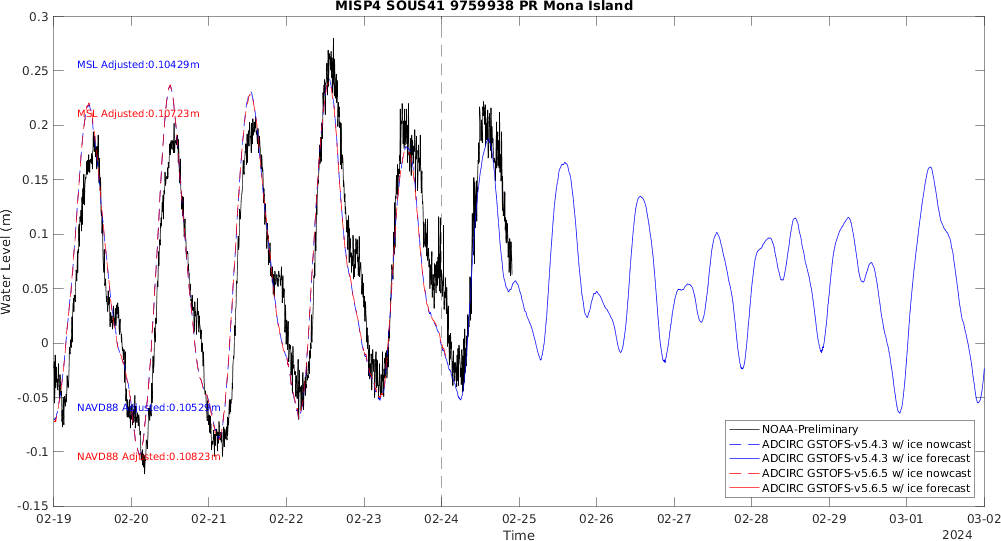 MISP4 SOUS41 9759938 PR Mona Island
0.3
0.25
0.2
0.15
0.1
0.05
0
-0.05
-0.1
-0.15
Water Level (m)
MSL Adjusted:0.10429m
MSL Adjusted:0.10723m
NAVD88 Adjusted:0.10529m
NAVD88 Adjusted:0.10823m
NOAA-Preliminary
ADCIRC GSTOFS-v5.4.3 w/ ice nowcast
ADCIRC GSTOFS-v5.4.3 w/ ice forecast
ADCIRC GSTOFS-v5.6.5 w/ ice nowcast
ADCIRC GSTOFS-v5.6.5 w/ ice forecast
02-19 02-20 02-21 02-22 02-23 02-24 02-25 02-26 02-27 02-28 02-29 03-01 03-02
Time
2024